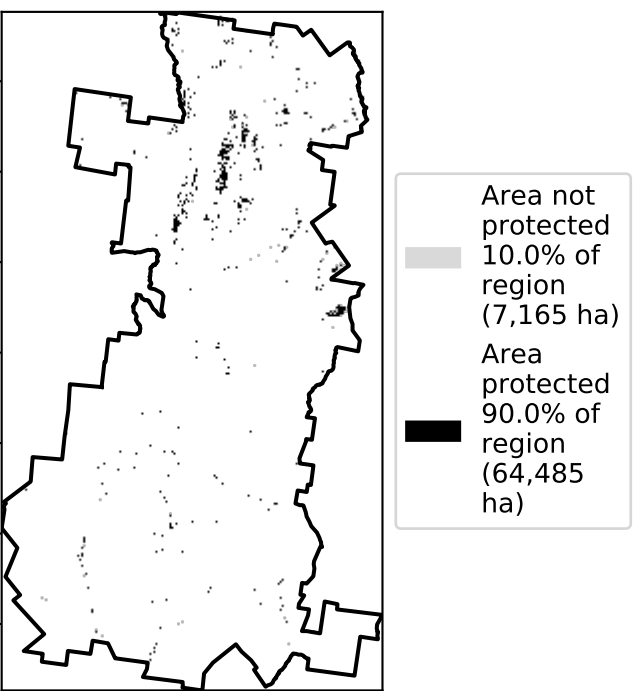 Area not
protected
10.0% of
region
(7,165 ha)
Area
protected
90.0% of
region
(64,485
ha)